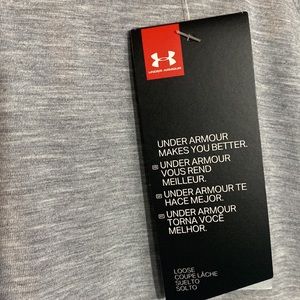 UNDER ARMOUR
UNDER ARMOUR
MAKES YOU BETTER.
UNDER ARMOUR
VOUS REND
MEILLEUR.
UNDER ARMOUR TE
HACE MEJOR.
UNDER ARMOUR
TORNA VOCÊ
MELHOR.
LOOSE
COUPE LÂCHE
SUELTO
SOLTO